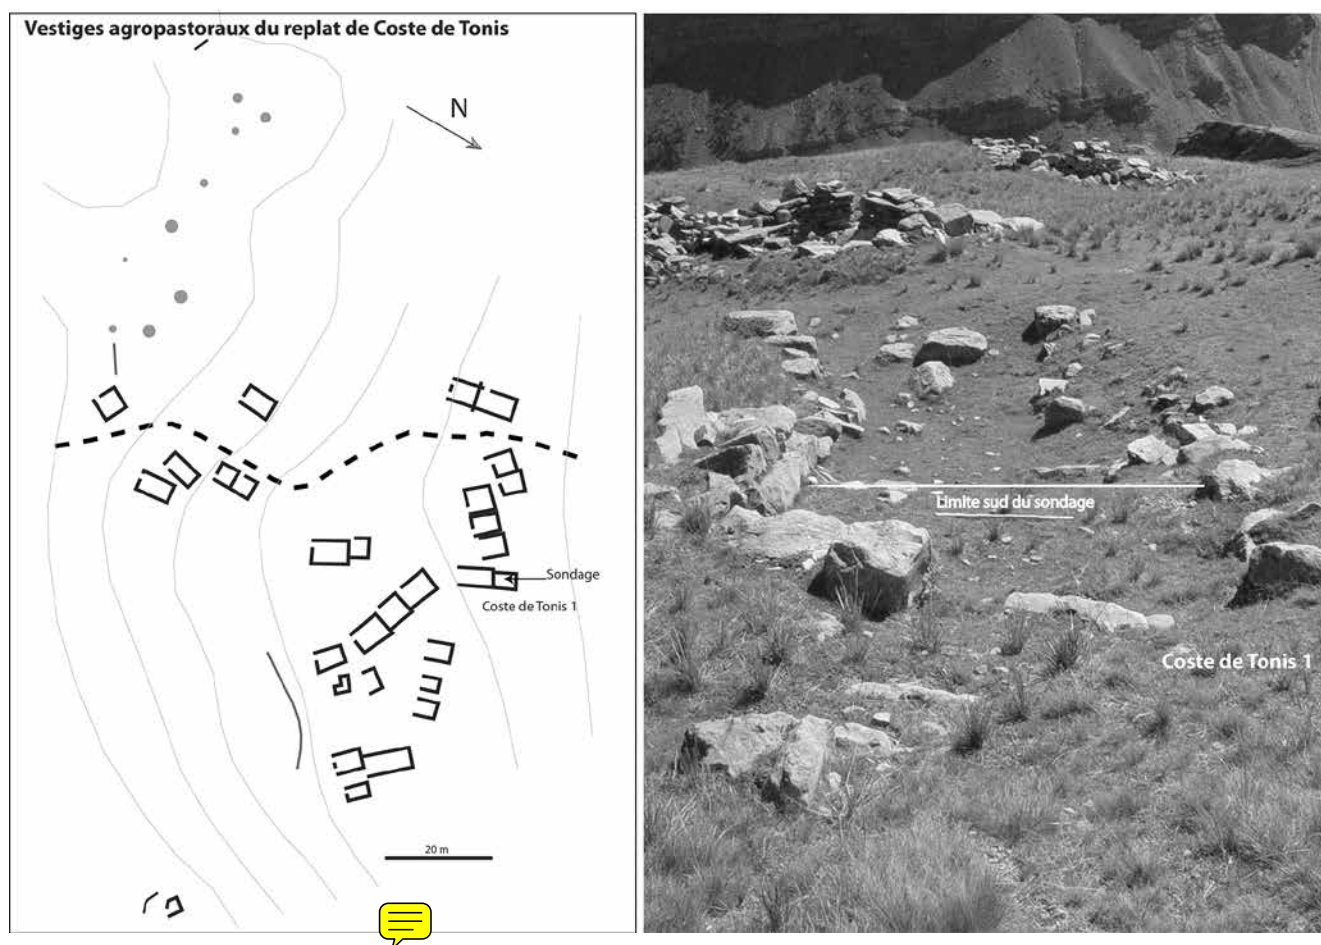 Vestiges agropastoraux du replat de Coste de Tonis
N
Sondage
Coste de Tonis 1
20 m
Limite sud du sondage
Coste de Tonis 1